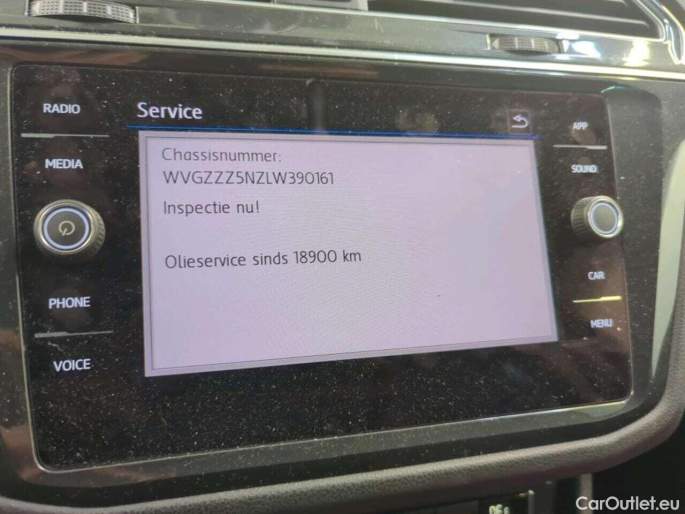 RADIO
MEDIA
PHONE
VOICE
Service
Chassisnummer:
WVGZZZ5NZLW390161
Inspectie nu!
Olieservice sinds 18900 km
APP
SOUND
CAR
MENU
CarOutlet.eu